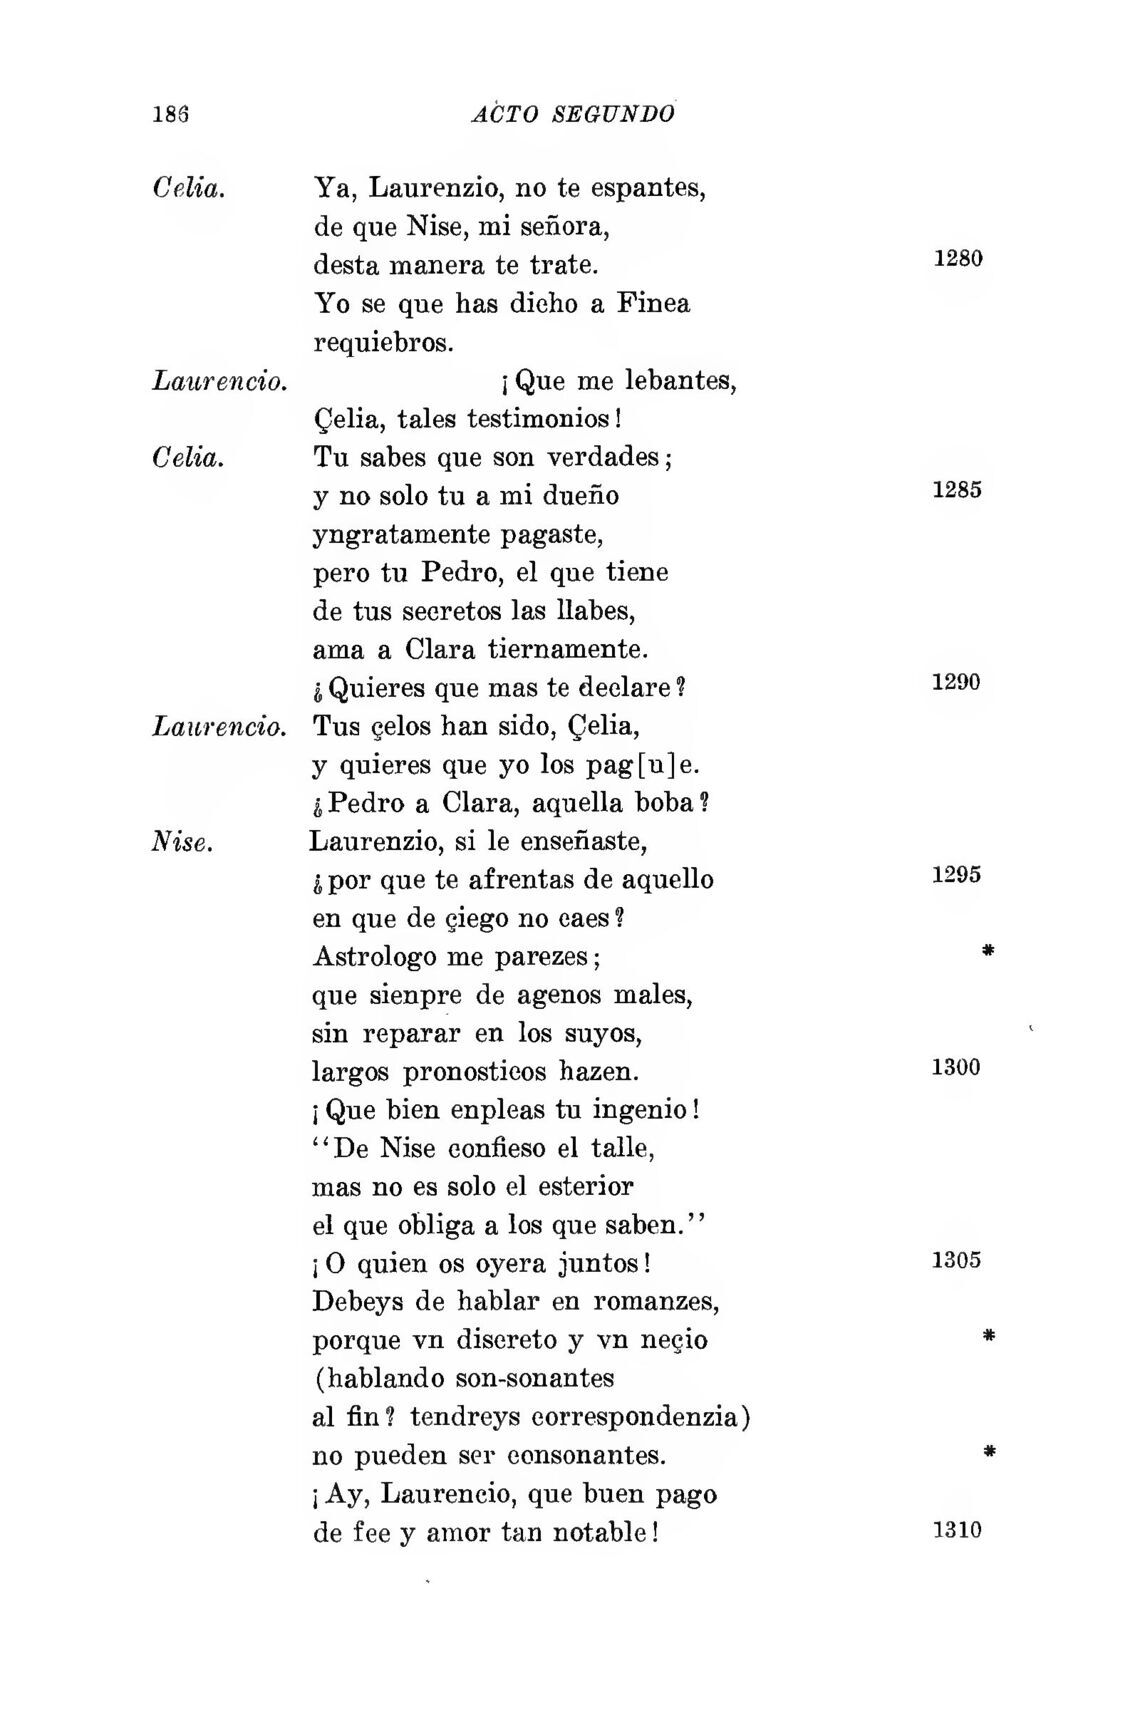 186 ACTO SEGUNDO
Celia. Ya, Laurenzio, no te espantes,
de que Nise, mi señora,
desta manera te trate. 1280
Yo se que has dicho a Finea
requiebros.
Laurencio. ¡Que me lebantes,
Çelia, tales testimonios!
Celia. Tu sabes que son verdades;
y no solo tu a mi dueño 1285
yngratamente pagaste,
pero tu Pedro, el que tiene
de tus secretos las llabes,
ama a Clara tiernamente.
¿Quieres que mas te declare? 1290
Laurencio. Tus çelos han sido, Çelia,
y quieres que yo los pag[u]e.
¿Pedro a Clara, aquella boba?
Nise. Laurenzio, si le enseñaste,
¿por que te afrentas de aquello 1295
en que de çiego no caes?
Astrologo me parezes; *
que sienpre de agenos males,
sin reparar en los suyos,
largos pronosticos hazen. 1300
¡Que bien enpleas tu ingenio!
“De Nise confieso el talle,
mas no es solo el esterior
el que obliga a los que saben.”
¡O quien os oyera juntos! 1305
Debeys de hablar en romanzes,
porque vn discreto y vn neçio *
(hablando son-sonantes
al fin? tendreys correspondenzia)
no pueden ser consonantes. *
¡Ay, Laurencio, que buen pago
de fee y amor tan notable! 1310